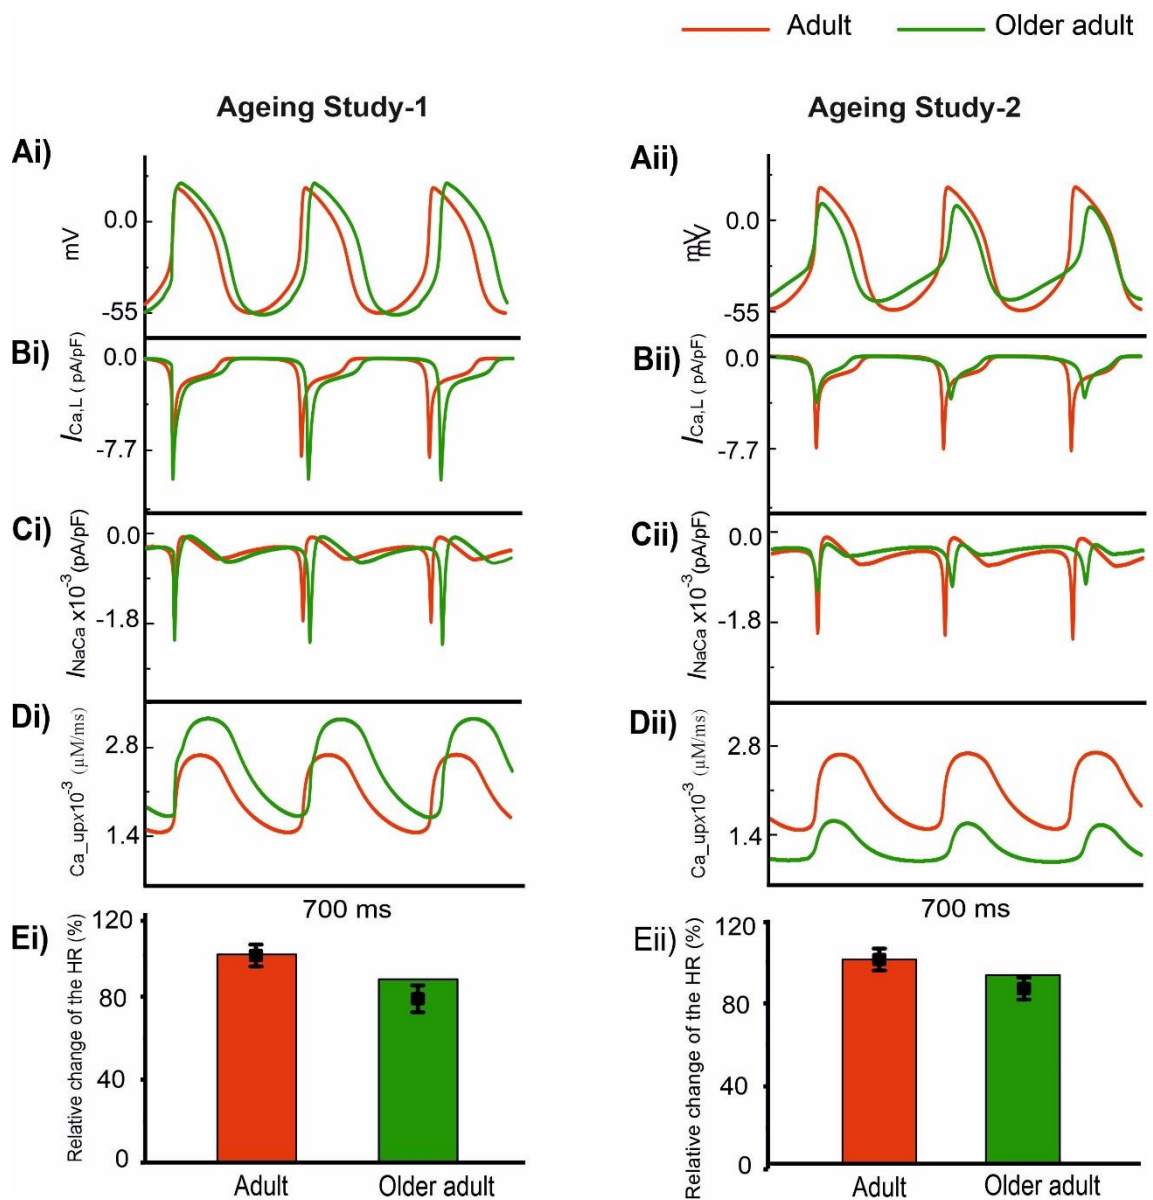 Adult Older adult
Ageing Study-1 Ageing Study-2
Ai)
0.0
mV
-55
Aii)
0.0
mV
mV
-55
Bi)
0.0
I Ca,L ( pA/pF)
-7.7
Bii)
0.0
I Ca,L ( pA/pF)
-7.7
Ci)
0.0
I NaCa x10-3 (pA/pF)
-1.8
Cii)
0.0
I NaCa x10-3 (pA/pF)
-1.8
Di)
2.8
Ca_upx10-3 (µM/ms)
1.4
700 ms
Dii)
2.8
Ca_upx10-3 (µM/ms)
1.4
700 ms
Ei)
120
80
40
0
Relative change of the HR (%)
Adult Older adult
Eii)
120
80
40
0
Relative change of the HR (%)
Adult Older adult